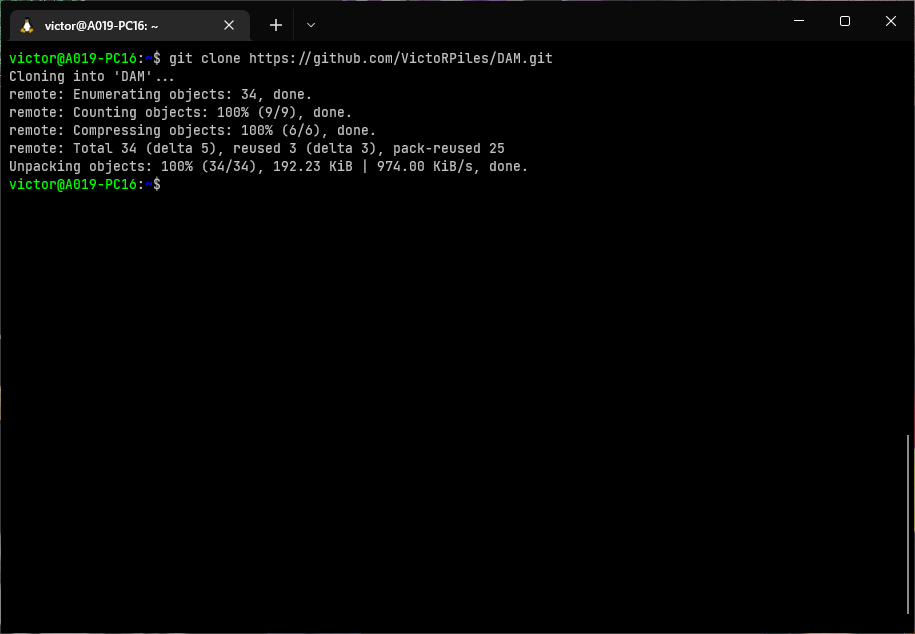 victor@A019-PC16: ~
victor@A019-PC16:~$ git clone https://github.com/VictoRPiles/DAM.git
Cloning into 'DAM'...
remote: Enumerating objects: 34, done.
remote: Counting objects: 100% (9/9), done.
remote: Compressing objects: 100% (6/6), done.
remote: Total 34 (delta 5), reused 3 (delta 3), pack-reused 25
Unpacking objects: 100% (34/34), 192.23 KiB | 974.00 KiB/s, done.
victor@A019-PC16:~$